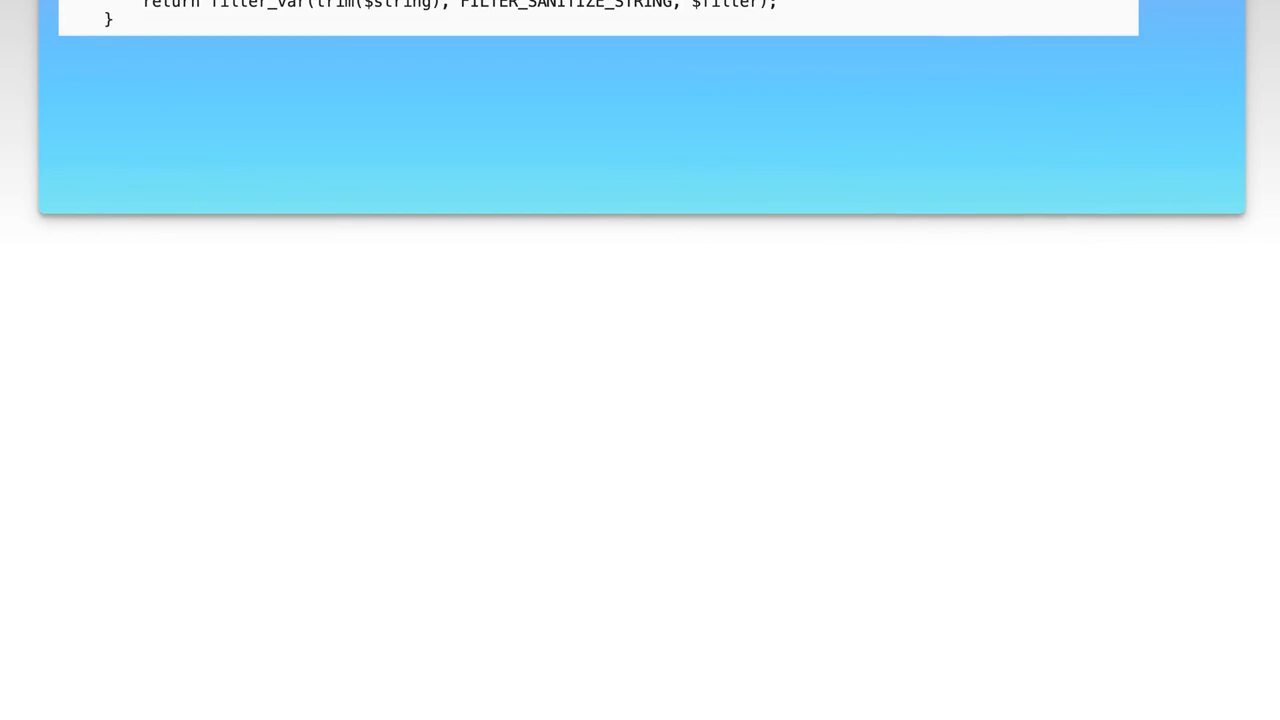 return filter_var(trim($string), FILTER_SANITIZE_STRING, $filter);
}